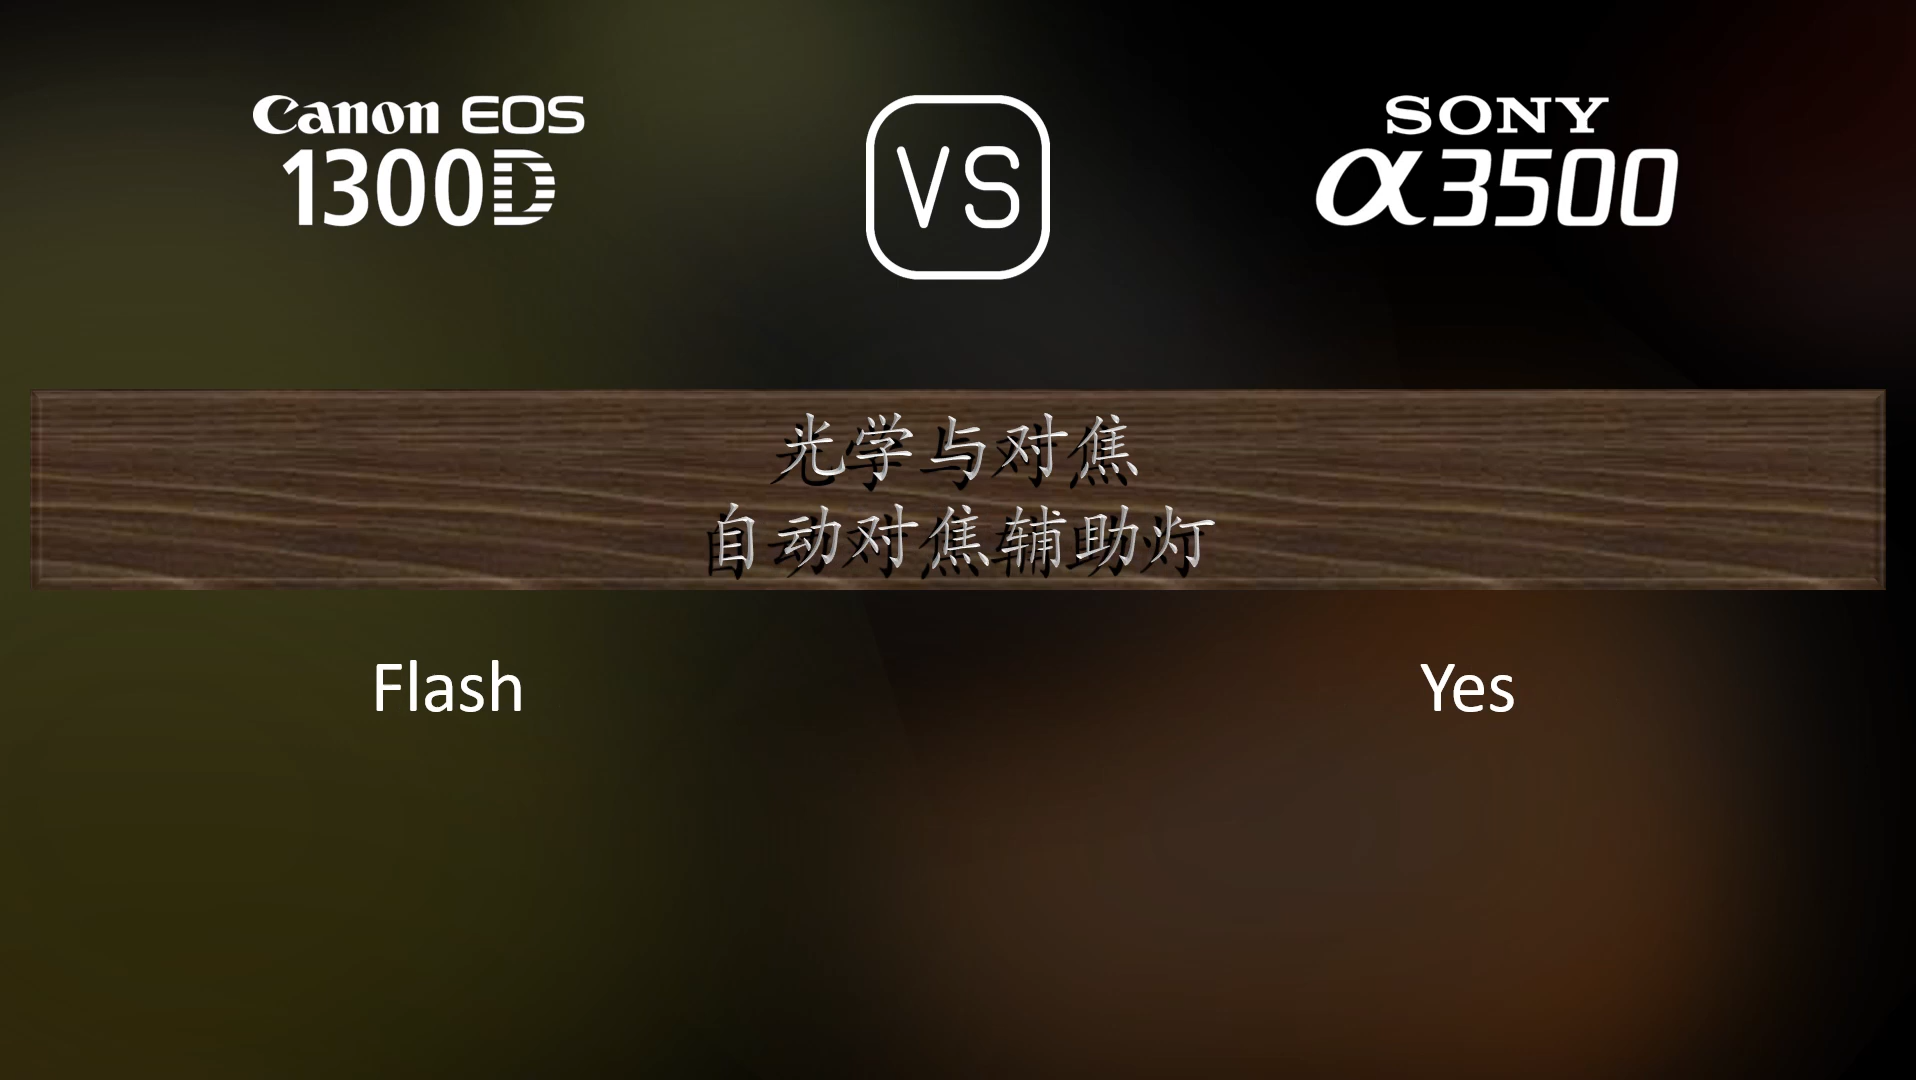 Canon EOS
1300D
VS
SONY
α3500
光学与对焦
自动对焦辅助灯
Flash
Yes